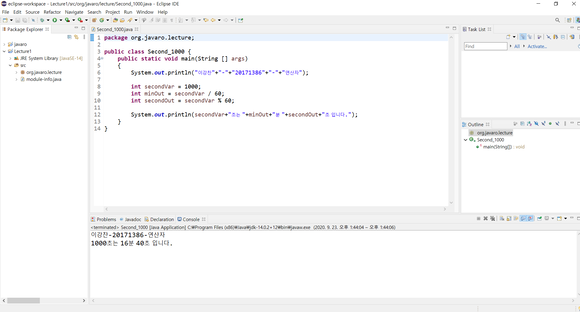 eclipse-workspace - Lecture1/src/org/javaro/lecture/Second_1000.java - Eclipse IDE
File Edit Source Refactor Navigate Search Project Run Window Help
Package Explorer
javaro
Lecture1
JRE System Library [JavaSE-14]
src
org.javaro.lecture
module-info.java
Second_1000.java
1 package org.javaro.lecture;
2
3 public class Second_1000 {
4 public static void main(String [] args)
5 {
6 System.out.println("이강찬"+"-"+"20171386"+"-"+"연산자");
7
8 int secondVar = 1000;
9 int minOut = secondVar / 60;
10 int secondOut = secondVar % 60;
11
12 System.out.println(secondVar+"초는 "+minOut+"분 "+secondOut+"초 입니다.");
13 }
14 }
Task List
Find
All
Activate...
Outline
org.javaro.lecture
Second_1000
main(String[]) : void
Problems Javadoc Declaration Console
<terminated> Second_1000 [Java Application] C:\Program Files (x86)\Java\jdk-14.0.2+12\bin\javaw.exe (2020. 9. 23. 오후 1:44:04 – 오후 1:44:06)
이강찬-20171386-연산자
1000초는 16분 40초 입니다.